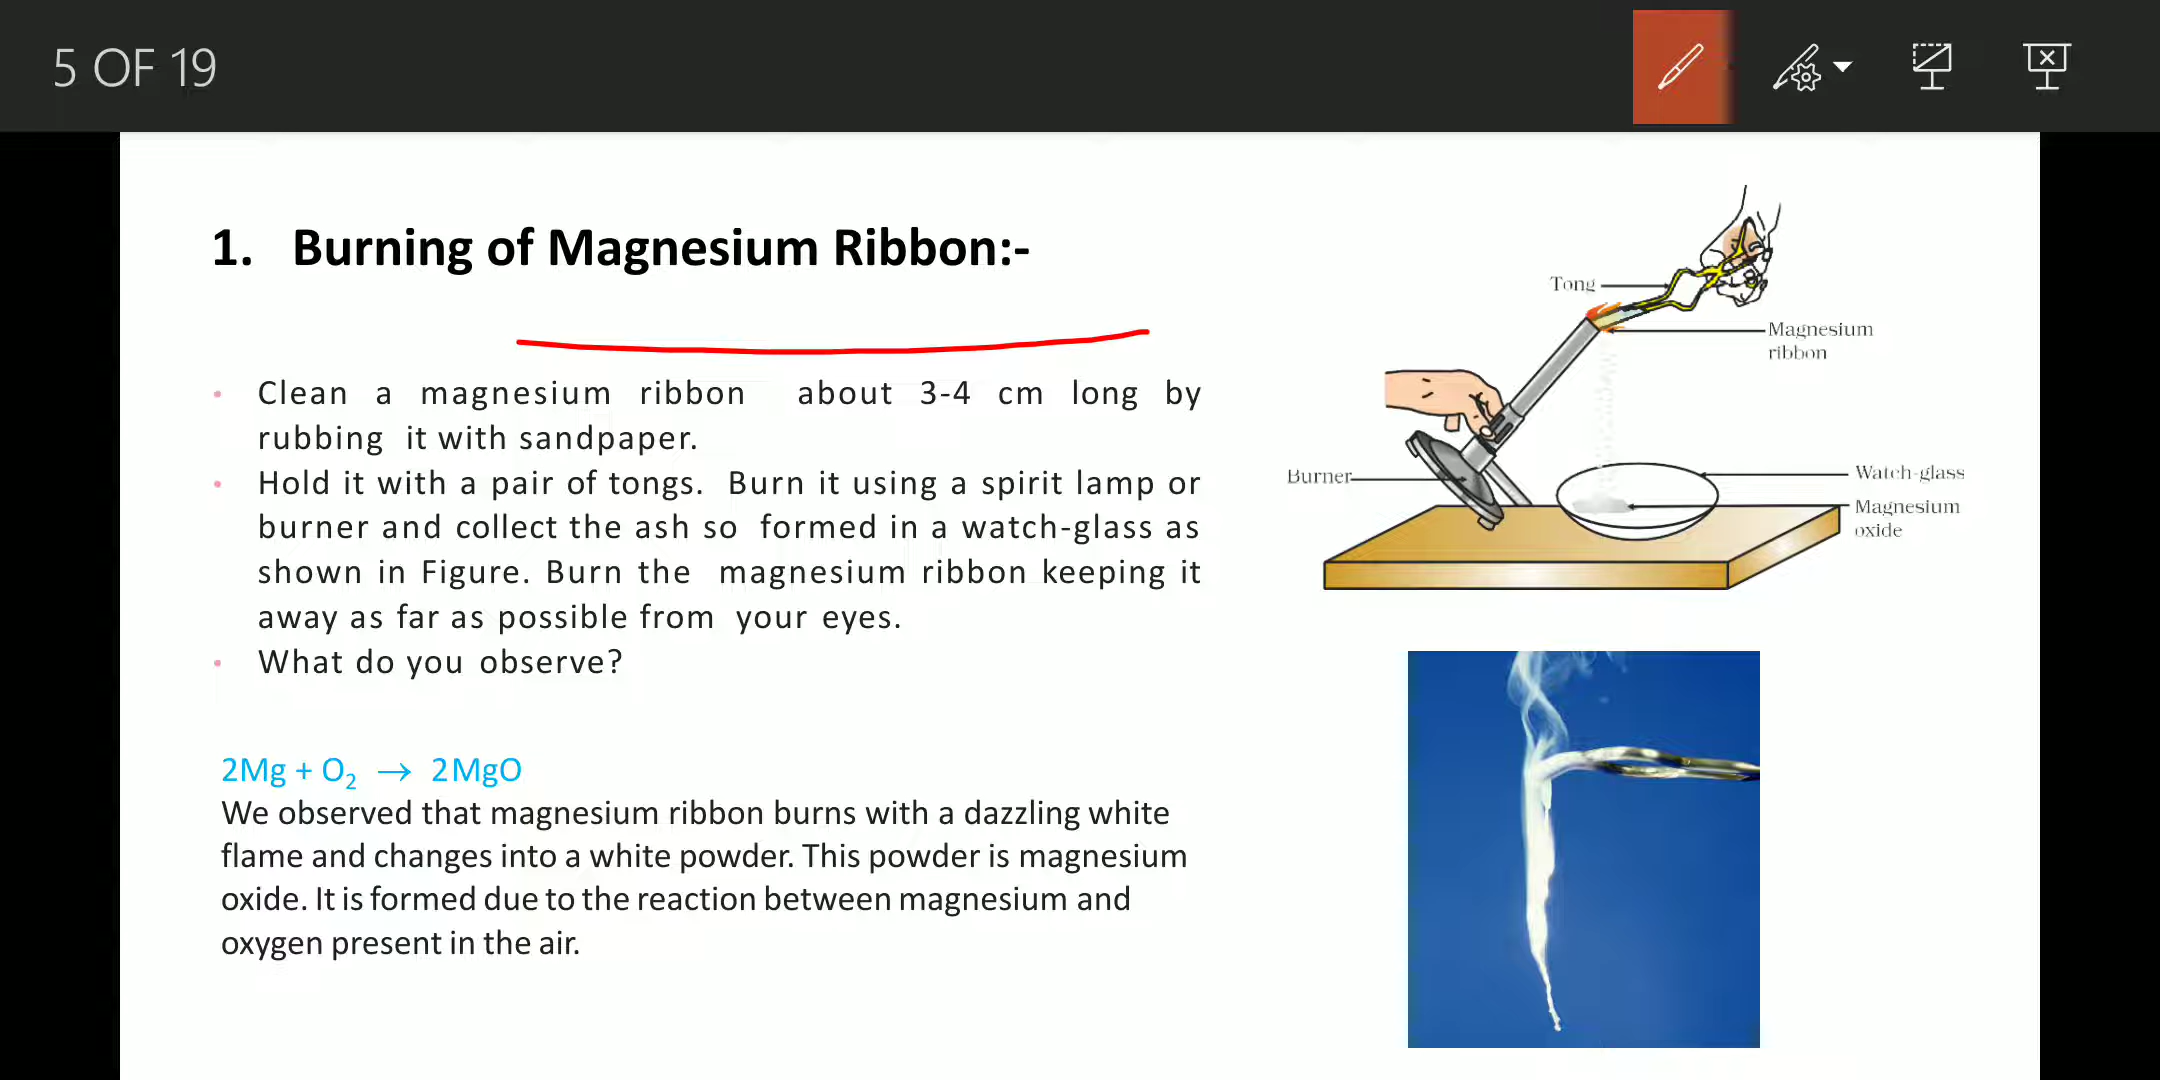 5 OF 19
1. Burning of Magnesium Ribbon:-
• Clean a magnesium ribbon about 3-4 cm long by
rubbing it with sandpaper.
• Hold it with a pair of tongs. Burn it using a spirit lamp or
burner and collect the ash so formed in a watch-glass as
shown in Figure. Burn the magnesium ribbon keeping it
away as far as possible from your eyes.
• What do you observe?
2Mg + O₂ → 2MgO
We observed that magnesium ribbon burns with a dazzling white
flame and changes into a white powder. This powder is magnesium
oxide. It is formed due to the reaction between magnesium and
oxygen present in the air.
Tong
Magnesium
ribbon
Burner
Watch-glass
Magnesium
oxide